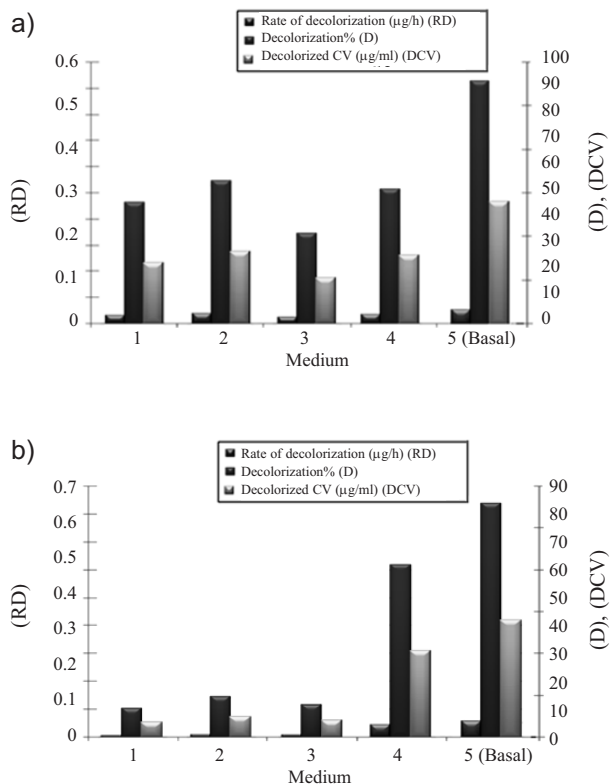 a)
Rate of decolorization (µg/h) (RD)
Decolorization% (D)
Decolorized CV (µg/ml) (DCV)
0.6
0.5
0.4
0.3
0.2
0.1
0
(RD)
100
90
80
70
60
50
40
30
20
10
0
(D), (DCV)
1 2 3 4 5 (Basal)
Medium
b)
Rate of decolorization (µg/h) (RD)
Decolorization% (D)
Decolorized CV (µg/ml) (DCV)
0.7
0.6
0.5
0.4
0.3
0.2
0.1
0
(RD)
90
80
70
60
50
40
30
20
10
0
(D), (DCV)
1 2 3 4 5 (Basal)
Medium